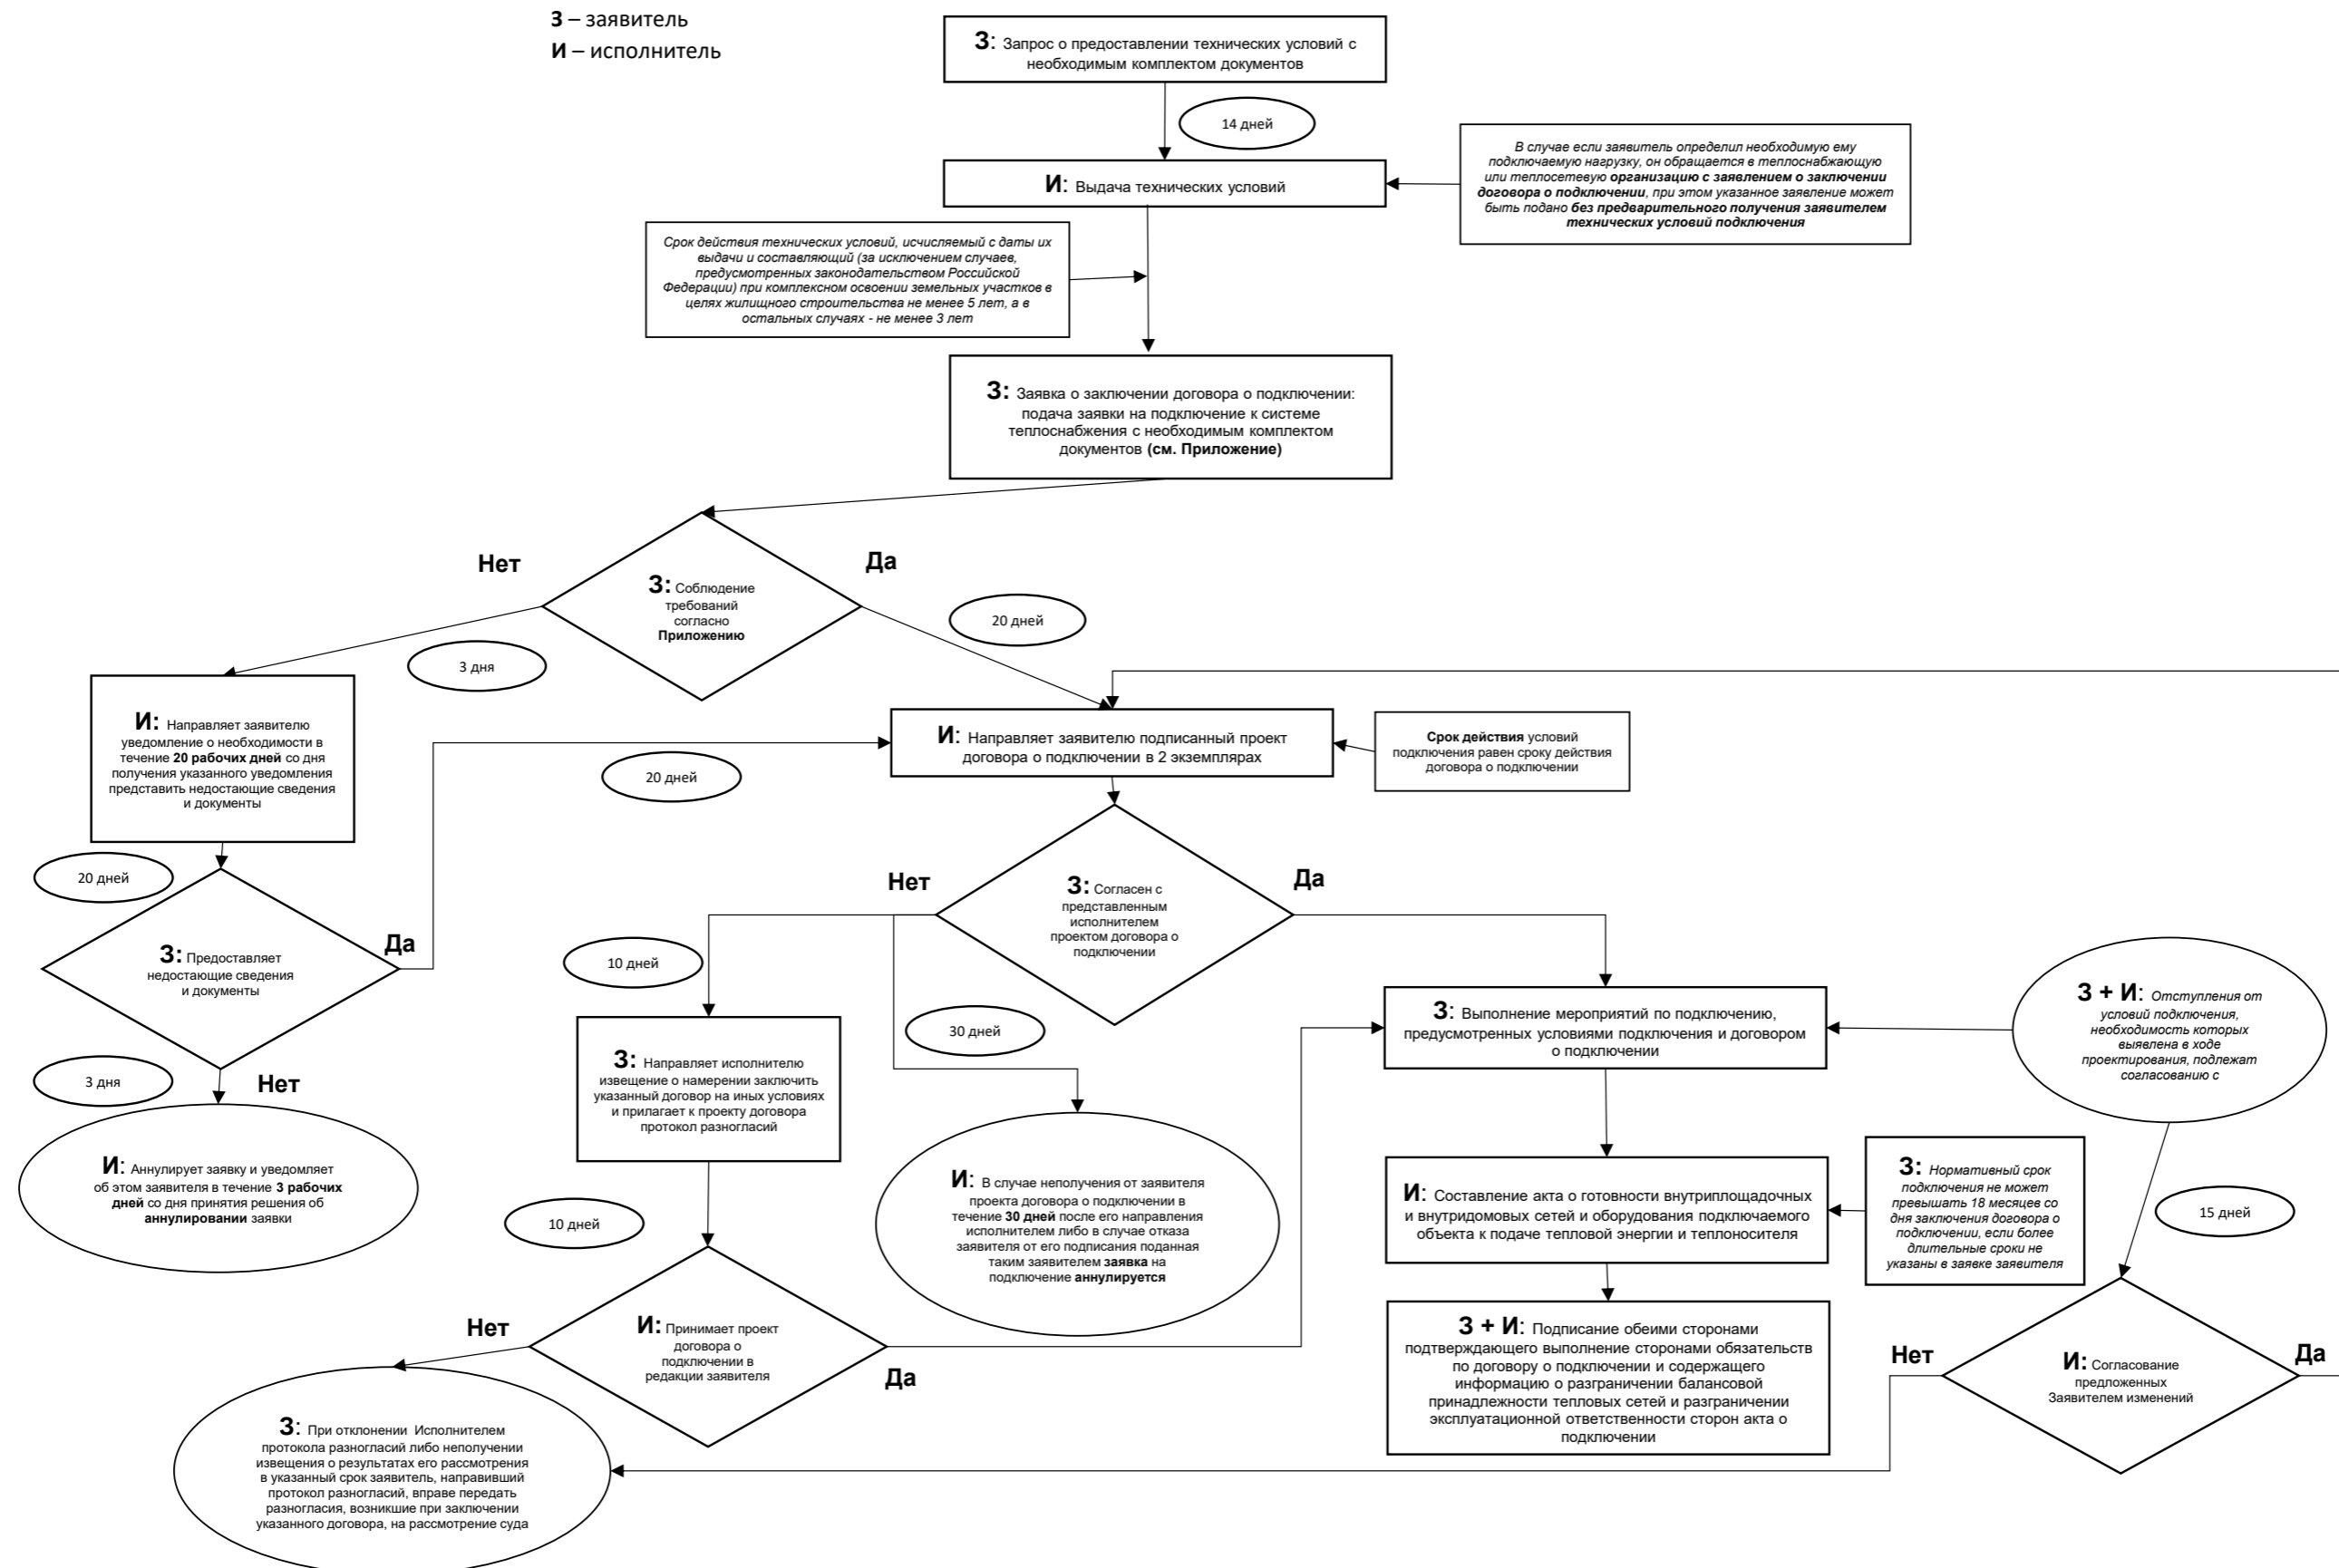 З – заявитель
И – исполнитель
З: Запрос о предоставлении технических условий с
необходимым комплектом документов
14 дней
В случае если заявитель определил необходимую ему
подключаемую нагрузку, он обращается в теплоснабжающую
или теплосетевую организацию с заявлением о заключении
договора о подключении, при этом указанное заявление может
быть подано без предварительного получения заявителем
технических условий подключения
И: Выдача технических условий
Срок действия технических условий, исчисляемый с даты их
выдачи и составляющий (за исключением случаев,
предусмотренных законодательством Российской
Федерации) при комплексном освоении земельных участков в
целях жилищного строительства не менее 5 лет, а в
остальных случаях - не менее 3 лет
З: Заявка о заключении договора о подключении:
подача заявки на подключение к системе
теплоснабжения с необходимым комплектом
документов (см. Приложение)
Нет
Да
З: Соблюдение
требований
согласно
Приложению
20 дней
3 дня
И: Направляет заявителю
уведомление о необходимости в
течение 20 рабочих дней со дня
получения указанного уведомления
представить недостающие сведения
и документы
20 дней
И: Направляет заявителю подписанный проект
договора о подключении в 2 экземплярах
Срок действия условий
подключения равен сроку действия
договора о подключении
20 дней
Да
З: Предоставляет
недостающие сведения
и документы
3 дня
Нет
И: Аннулирует заявку и уведомляет
об этом заявителя в течение 3 рабочих
дней со дня принятия решения об
аннулировании заявки
Нет
Да
З: Согласен с
представленным
исполнителем
проектом договора о
подключении
10 дней
30 дней
З: Направляет исполнителю
извещение о намерении заключить
указанный договор на иных условиях
и прилагает к проекту договора
протокол разногласий
И: В случае неполучения от заявителя
проекта договора о подключении в
течение 30 дней после его направления
исполнителем либо в случае отказа
заявителя от его подписания поданная
таким заявителем заявка на
подключение аннулируется
З: Выполнение мероприятий по подключению,
предусмотренных условиями подключения и договором
о подключении
З + И: Отступления от
условий подключения,
необходимость которых
выявлена в ходе
проектирования, подлежат
согласованию с
И: Составление акта о готовности внутриплощадочных
и внутридомовых сетей и оборудования подключаемого
объекта к подаче тепловой энергии и теплоносителя
З: Нормативный срок
подключения не может
превышать 18 месяцев со
дня заключения договора о
подключении, если более
длительные сроки не
указаны в заявке заявителя
15 дней
10 дней
Нет
И: Принимает проект
договора о
подключении в
редакции заявителя
Да
З + И: Подписание обеими сторонами
подтверждающего выполнение сторонами обязательств
по договору о подключении и содержащего
информацию о разграничении балансовой
принадлежности тепловых сетей и разграничении
эксплуатационной ответственности сторон акта о
подключении
Нет
И: Согласование
предложенных
Заявителем изменений
Да
З: При отклонении Исполнителем
протокола разногласий либо неполучении
извещения о результатах его рассмотрения
в указанный срок заявитель, направивший
протокол разногласий, вправе передать
разногласия, возникшие при заключении
указанного договора, на рассмотрение суда